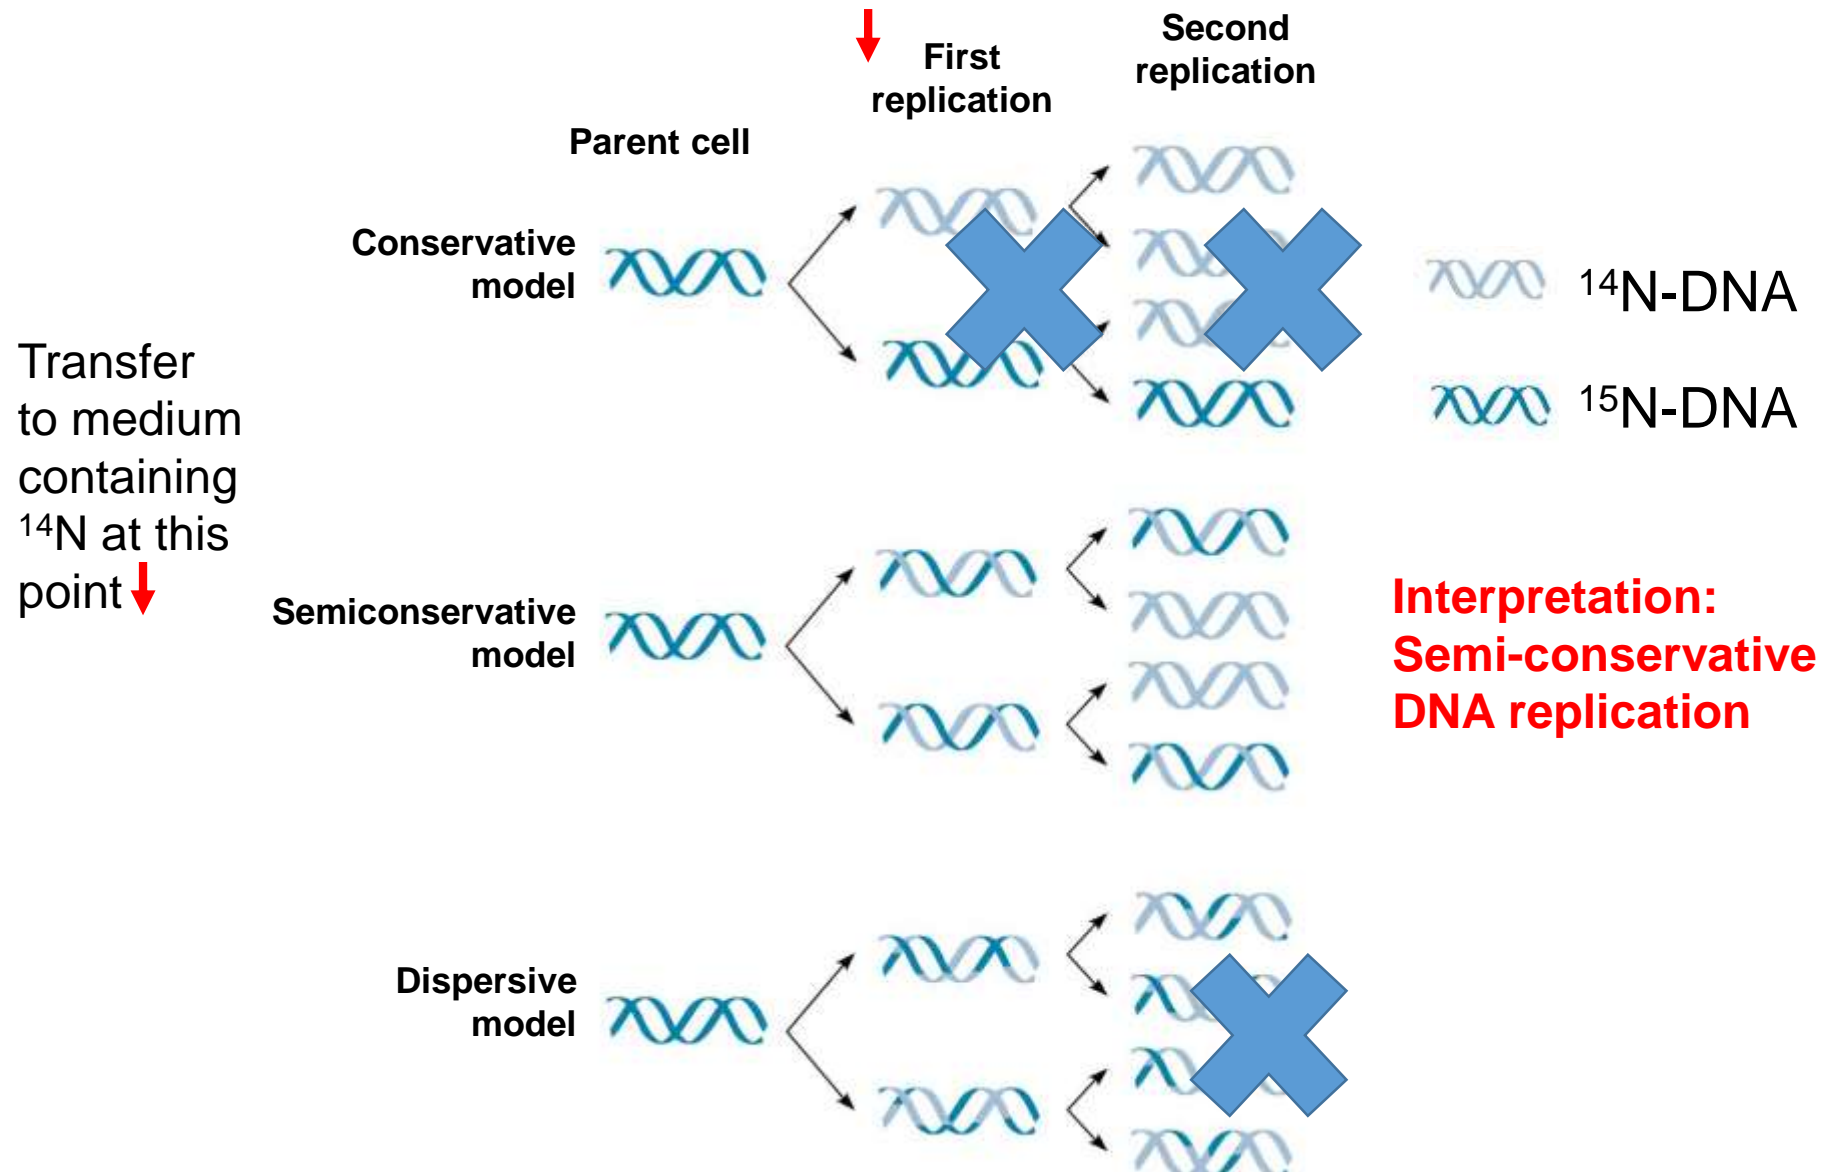 First
replication
Second
replication
Parent cell
Conservative
model
¹⁴N-DNA
¹⁵N-DNA
Transfer
to medium
containing
¹⁴N at this
point
Semiconservative
model
Interpretation:
Semi-conservative
DNA replication
Dispersive
model